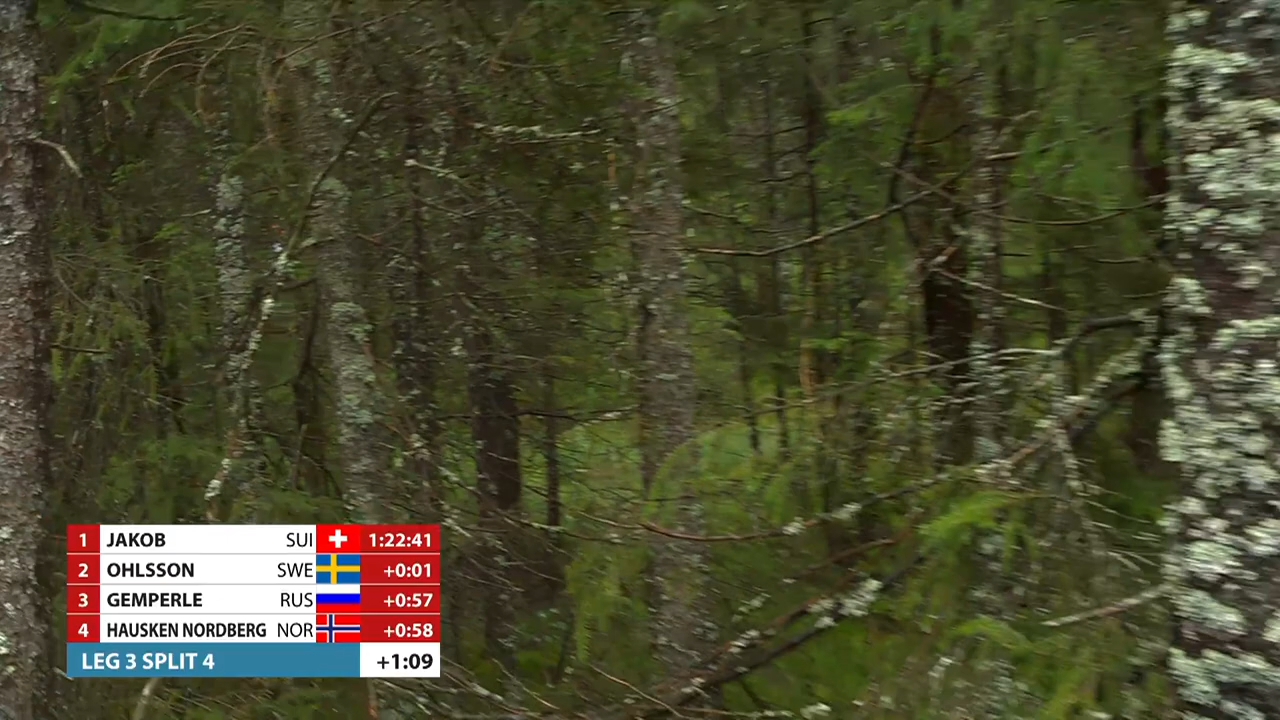 1 JAKOB SUI 1:22:41
2 OHLSSON SWE +0:01
3 GEMPERLE RUS +0:57
4 HAUSKEN NORDBERG NOR +0:58
LEG 3 SPLIT 4 +1:09